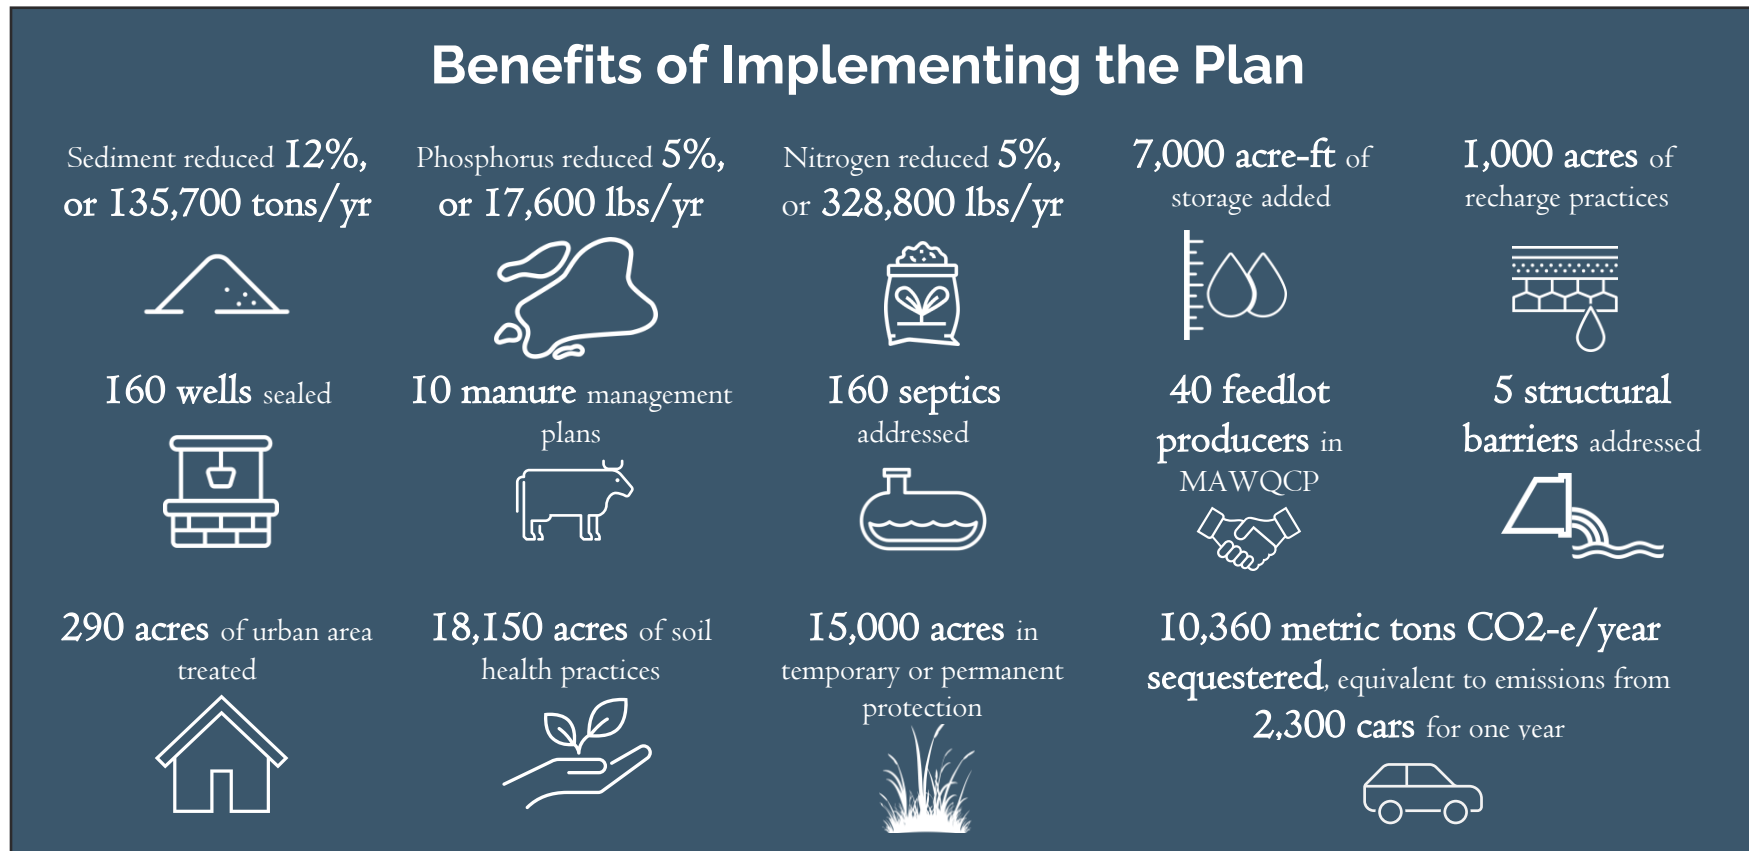 Benefits of Implementing the Plan
Sediment reduced 12%,
or 135,700 tons/yr
Phosphorus reduced 5%,
or 17,600 lbs/yr
Nitrogen reduced 5%,
or 328,800 lbs/yr
7,000 acre-ft of
storage added
1,000 acres of
recharge practices
160 wells sealed
10 manure management
plans
160 septics
addressed
40 feedlot
producers in
MAWQCP
5 structural
barriers addressed
290 acres of urban area
treated
18,150 acres of soil
health practices
15,000 acres in
temporary or permanent
protection
10,360 metric tons CO2-e/year
sequestered, equivalent to emissions from
2,300 cars for one year